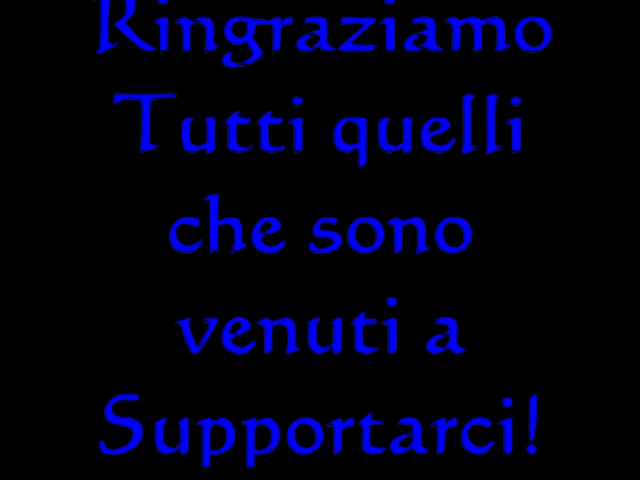 Ringraziamo
Tutti quelli
che sono
venuti a
Supportarci!